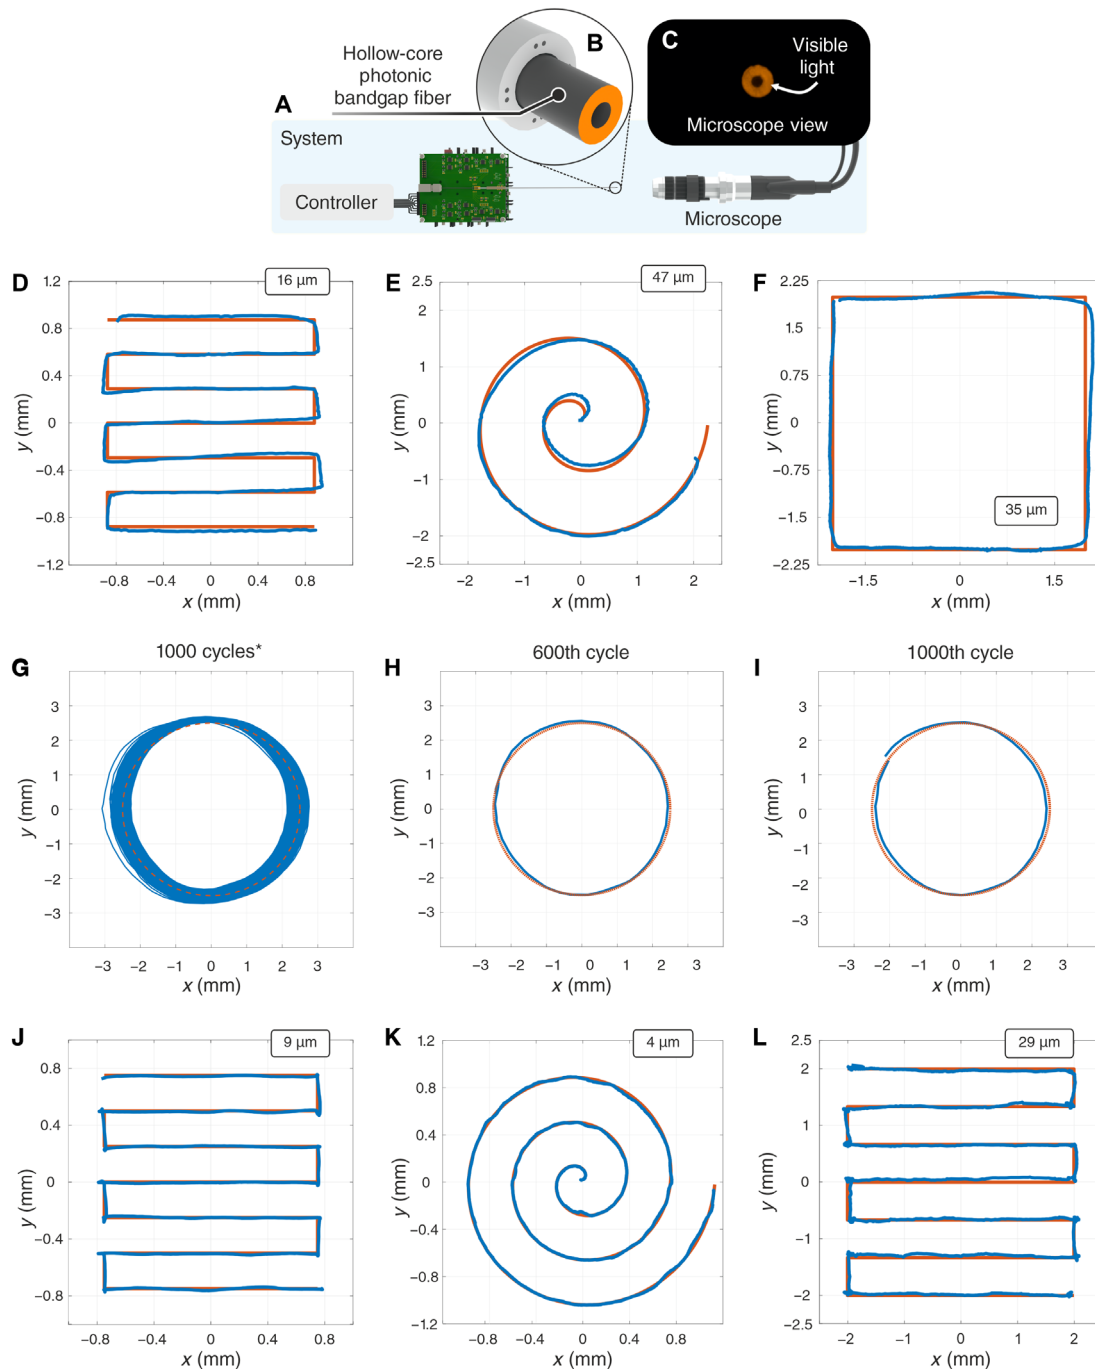 A
System
Controller
Hollow-core
photonic
bandgap fiber
B
C
Visible
light
Microscope view
Microscope
D
16 µm
1.2
0.8
0.4
0
−0.4
−0.8
−1.2
−0.8
−0.4
0
0.4
0.8
y (mm)
x (mm)
E
47 µm
2.5
2
1
0
−1
−2
−2.5
−2
−1
0
1
2
y (mm)
x (mm)
F
35 µm
2.25
1.5
0.75
0
−0.75
−1.5
−2.25
−1.5
0
1.5
y (mm)
x (mm)
G
1000 cycles*
3
2
1
0
−1
−2
−3
−3
−2
−1
0
1
2
3
y (mm)
x (mm)
H
600th cycle
3
2
1
0
−1
−2
−3
−3
−2
−1
0
1
2
3
y (mm)
x (mm)
I
1000th cycle
3
2
1
0
−1
−2
−3
−3
−2
−1
0
1
2
3
y (mm)
x (mm)
J
9 µm
0.8
0.4
0
−0.4
−0.8
−0.8
−0.4
0
0.4
0.8
y (mm)
x (mm)
K
4 µm
1.2
0.8
0.4
0
−0.4
−0.8
−1.2
−0.8
−0.4
0
0.4
0.8
y (mm)
x (mm)
L
29 µm
2.5
2
1
0
−1
−2
−2.5
−2
−1
0
1
2
y (mm)
x (mm)